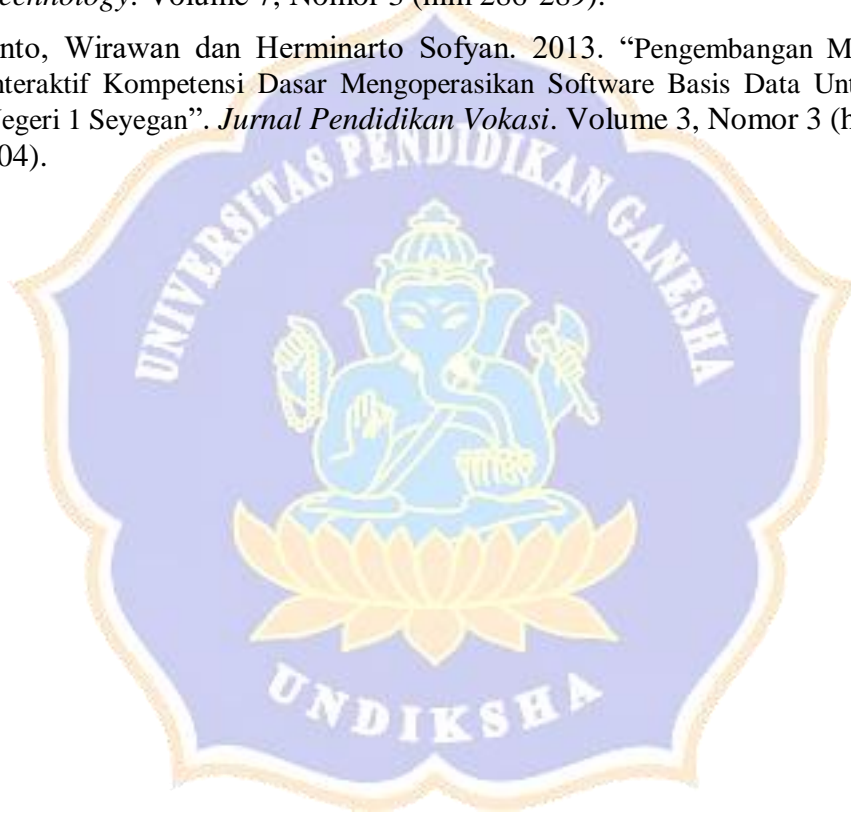 echnology. Volume 7, Nomor 3 (hlm 286-289).
nto, Wirawan dan Herminarto Sofyan. 2013. “Pengembangan M
nteraktif Kompetensi Dasar Mengoperasikan Software Basis Data Unt
Negeri 1 Seyegan”. Jurnal Pendidikan Vokasi. Volume 3, Nomor 3 (h
04).
UNIVERSITAS PENDIDIKAN GANESHA
UNDIKSHA